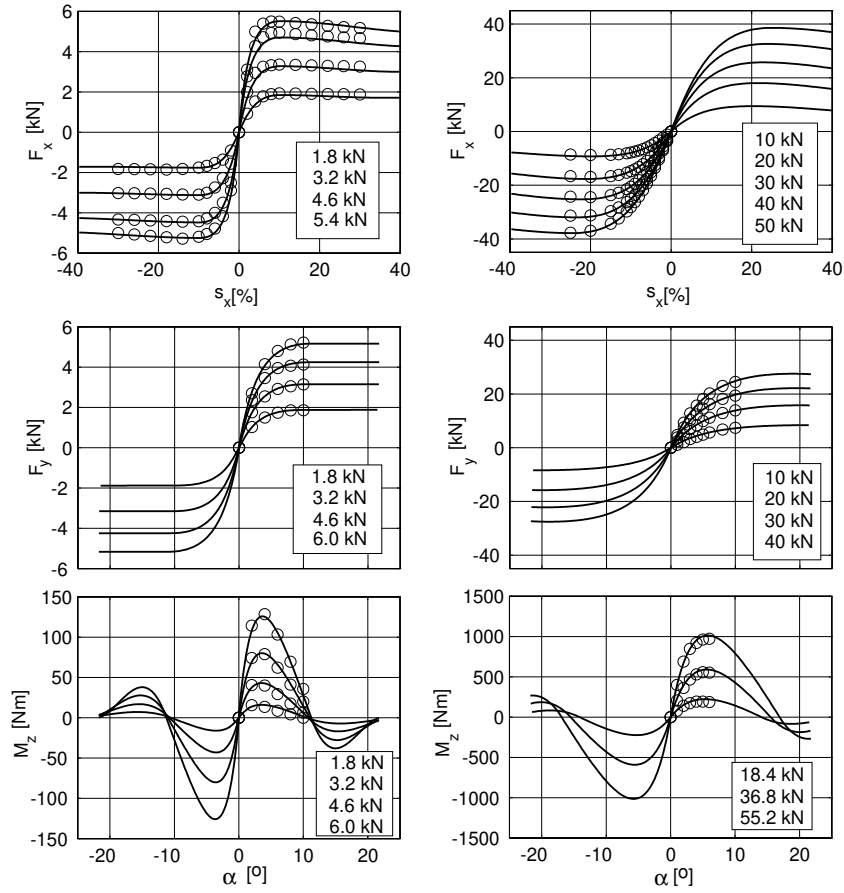 6
4
2
0
-2
-4
-6
F_x [kN]
1.8 kN
3.2 kN
4.6 kN
5.4 kN
-40
-20
0
20
40
s_x[%]
40
20
0
-20
-40
F_x [kN]
10 kN
20 kN
30 kN
40 kN
50 kN
-40
-20
0
20
40
s_x[%]
6
4
2
0
-2
-4
-6
F_y [kN]
1.8 kN
3.2 kN
4.6 kN
6.0 kN
40
20
0
-20
-40
F_y [kN]
10 kN
20 kN
30 kN
40 kN
150
100
50
0
-50
-100
150
M_z [Nm]
1.8 kN
3.2 kN
4.6 kN
6.0 kN
-20
-10
0
10
20
α [º]
1500
1000
500
0
-500
-1000
-1500
M_z [Nm]
18.4 kN
36.8 kN
55.2 kN
-20
-10
0
10
20
α [º]